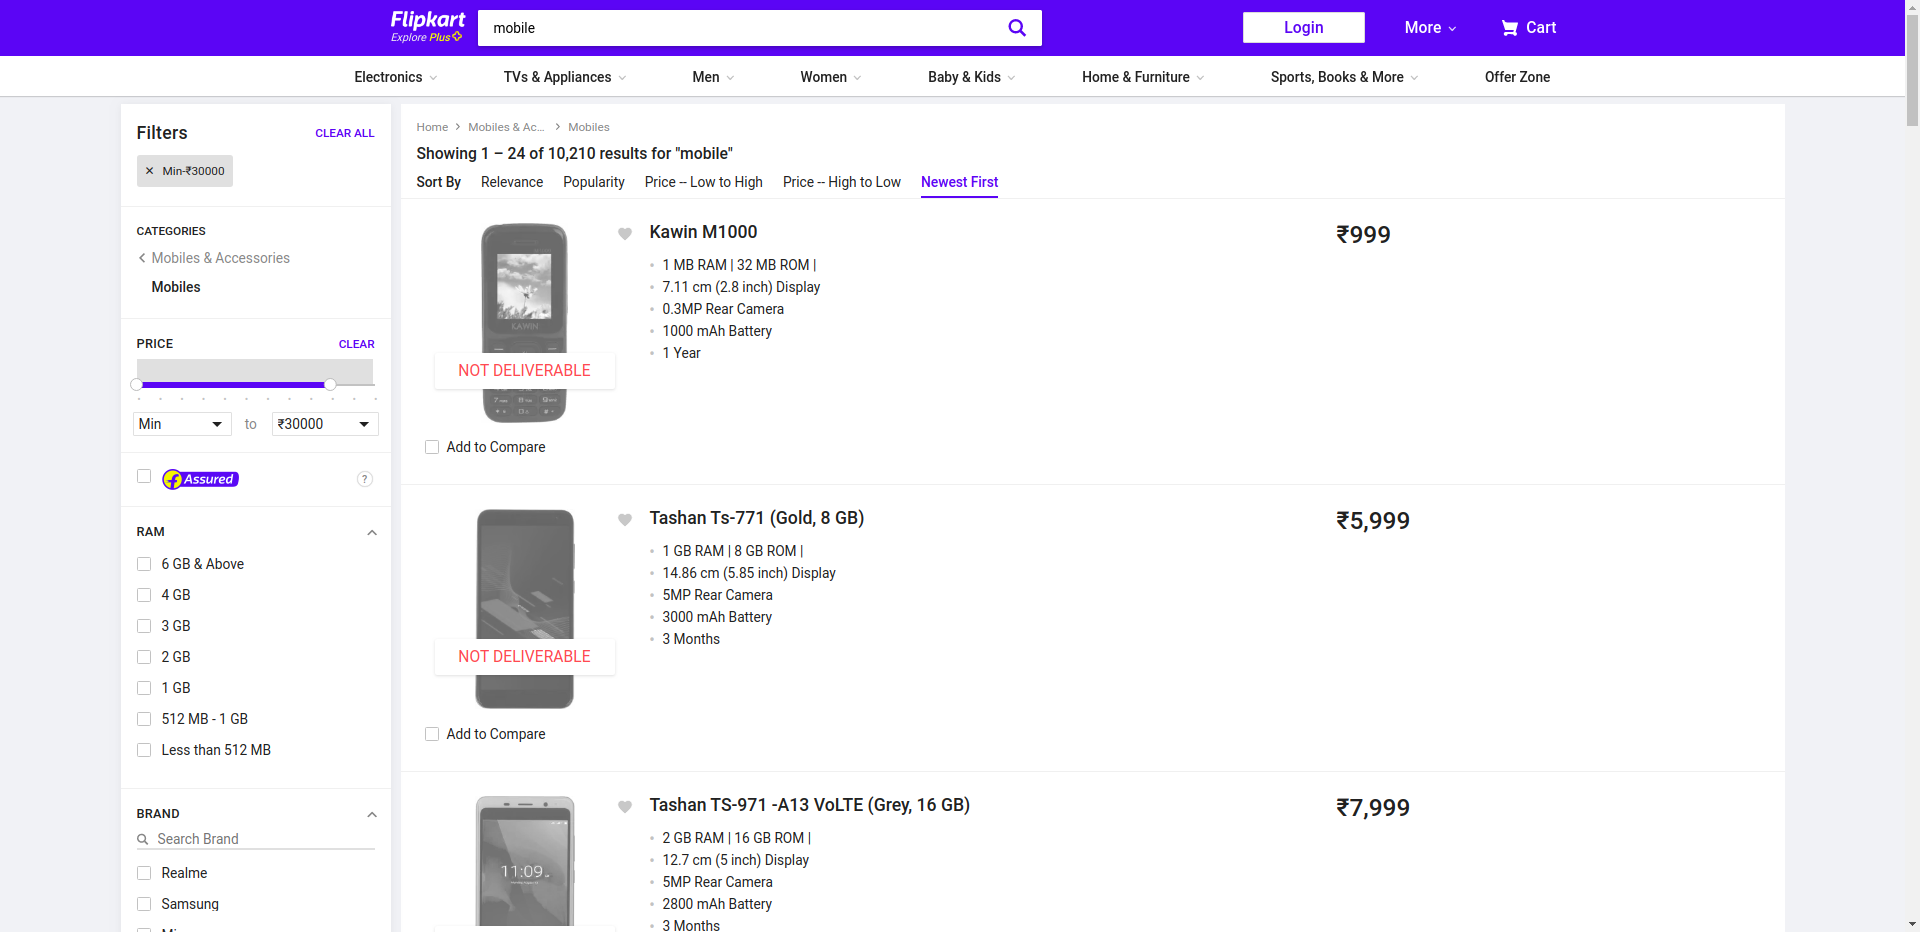 Flipkart
Explore Plus
mobile
Login
More
Cart
Electronics
TVs & Appliances
Men
Women
Baby & Kids
Home & Furniture
Sports, Books & More
Offer Zone
Filters
CLEAR ALL
✕ Min-₹30000
CATEGORIES
Mobiles & Accessories
Mobiles
PRICE
CLEAR
Min
to
₹30000
f Assured
?
RAM
6 GB & Above
4 GB
3 GB
2 GB
1 GB
512 MB - 1 GB
Less than 512 MB
BRAND
Search Brand
Realme
Samsung
Home
Mobiles & Ac...
Mobiles
Showing 1 – 24 of 10,210 results for "mobile"
Sort By
Relevance
Popularity
Price -- Low to High
Price -- High to Low
Newest First
KAWIN
NOT DELIVERABLE
Add to Compare
Kawin M1000
1 MB RAM | 32 MB ROM |
7.11 cm (2.8 inch) Display
0.3MP Rear Camera
1000 mAh Battery
1 Year
₹999
NOT DELIVERABLE
Add to Compare
Tashan Ts-771 (Gold, 8 GB)
1 GB RAM | 8 GB ROM |
14.86 cm (5.85 inch) Display
5MP Rear Camera
3000 mAh Battery
3 Months
₹5,999
11:09
Tashan TS-971 -A13 VoLTE (Grey, 16 GB)
2 GB RAM | 16 GB ROM |
12.7 cm (5 inch) Display
5MP Rear Camera
2800 mAh Battery
3 Months
₹7,999